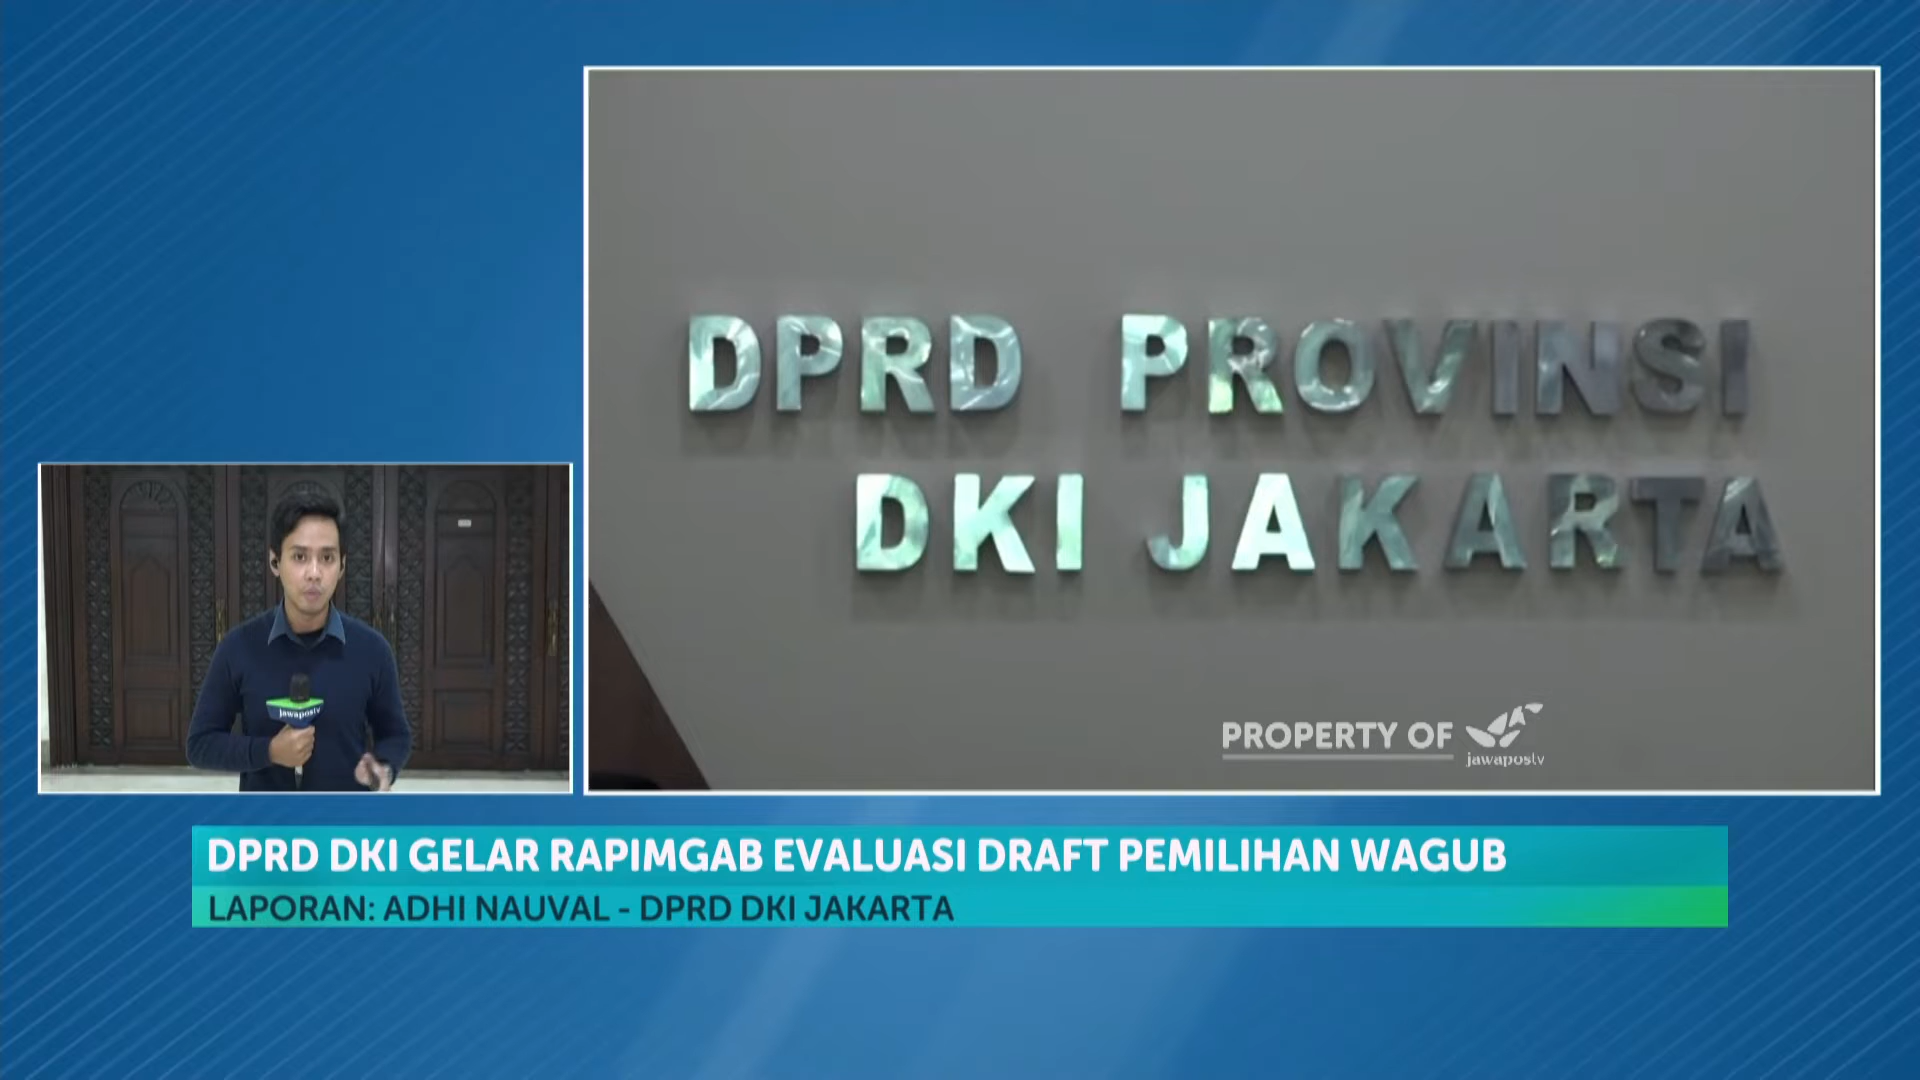 DPRD PROVINSI
DKI JAKARTA
jawapostv
PROPERTY OF
jawapostv
DPRD DKI GELAR RAPIMGAB EVALUASI DRAFT PEMILIHAN WAGUB
LAPORAN: ADHI NAUVAL - DPRD DKI JAKARTA